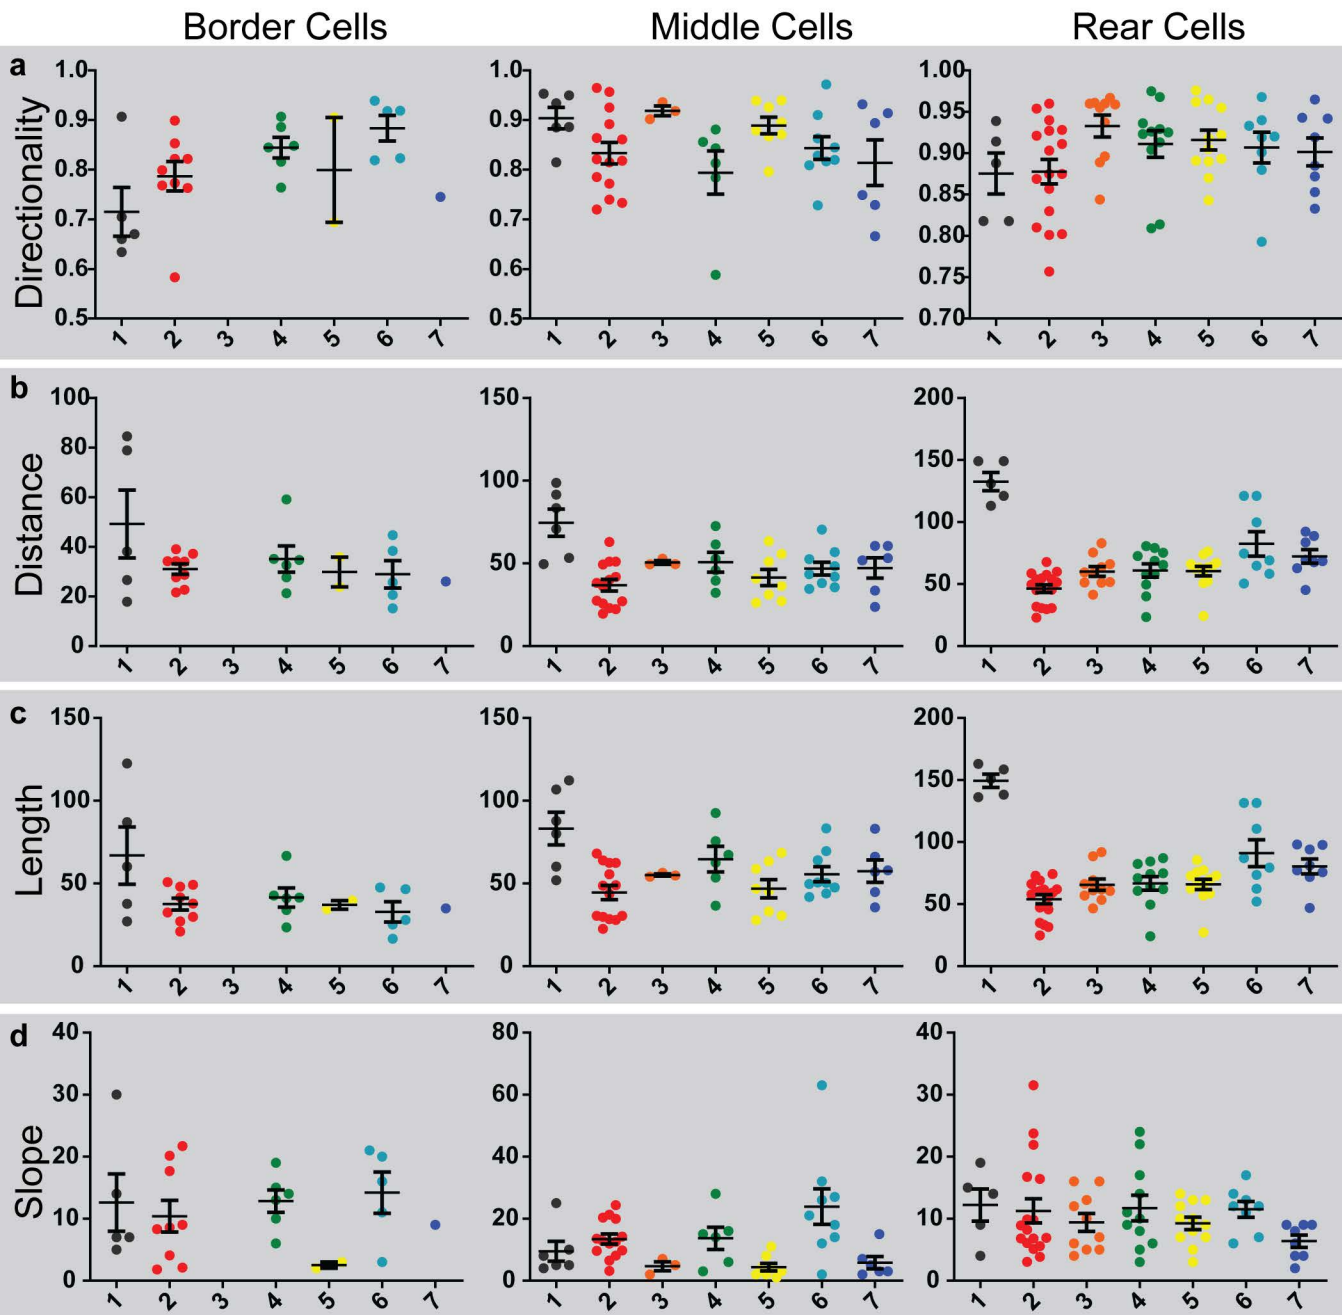 Border Cells Middle Cells Rear Cells
a
Directionality
1.0 0.9 0.8 0.7 0.6 0.5
1 2 3 4 5 6 7
1.0 0.9 0.8 0.7 0.6 0.5
1 2 3 4 5 6 7
1.00 0.95 0.90 0.85 0.80 0.75 0.70
1 2 3 4 5 6 7
b
Distance
100 80 60 40 20 0
1 2 3 4 5 6 7
150 100 50 0
1 2 3 4 5 6 7
200 150 100 50 0
1 2 3 4 5 6 7
c
Length
150 100 50 0
1 2 3 4 5 6 7
150 100 50 0
1 2 3 4 5 6 7
200 150 100 50 0
1 2 3 4 5 6 7
d
Slope
40 30 20 10 0
1 2 3 4 5 6 7
80 60 40 20 0
1 2 3 4 5 6 7
40 30 20 10 0
1 2 3 4 5 6 7